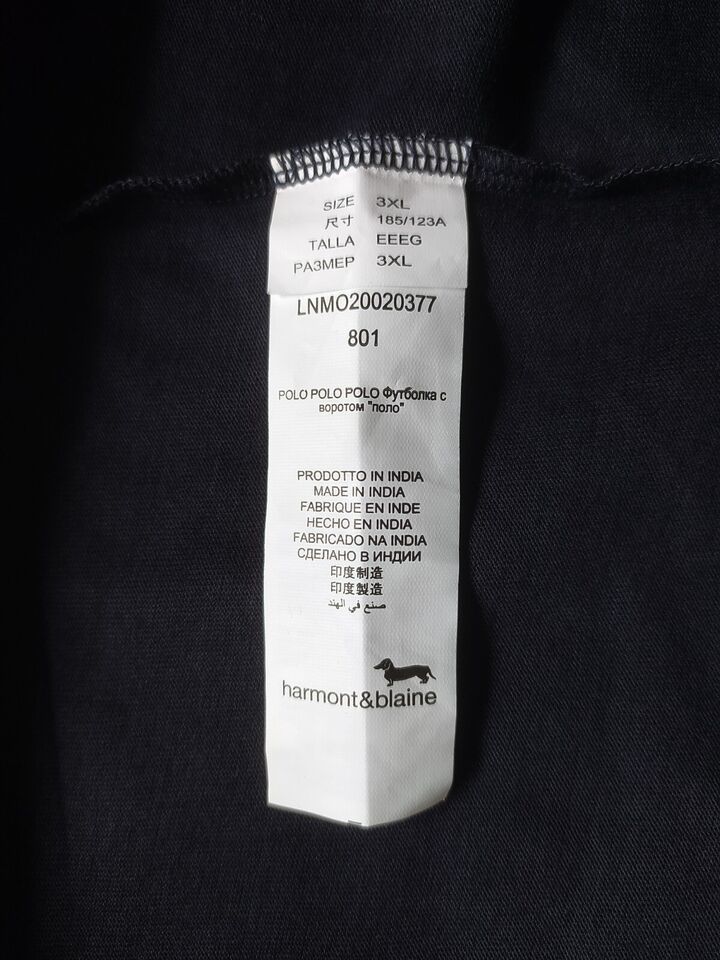 SIZE 3XL
尺寸 185/123A
TALLA EEEG
РАЗМЕР 3XL
LNMO20020377
801
POLO POLO POLO Футболка с
воротом "поло"
PRODOTTO IN INDIA
MADE IN INDIA
FABRIQUE EN INDE
HECHO EN INDIA
FABRICADO NA INDIA
СДЕЛАНО В ИНДИИ
印度制造
印度製造
صنع في الهند
harmont&blaine